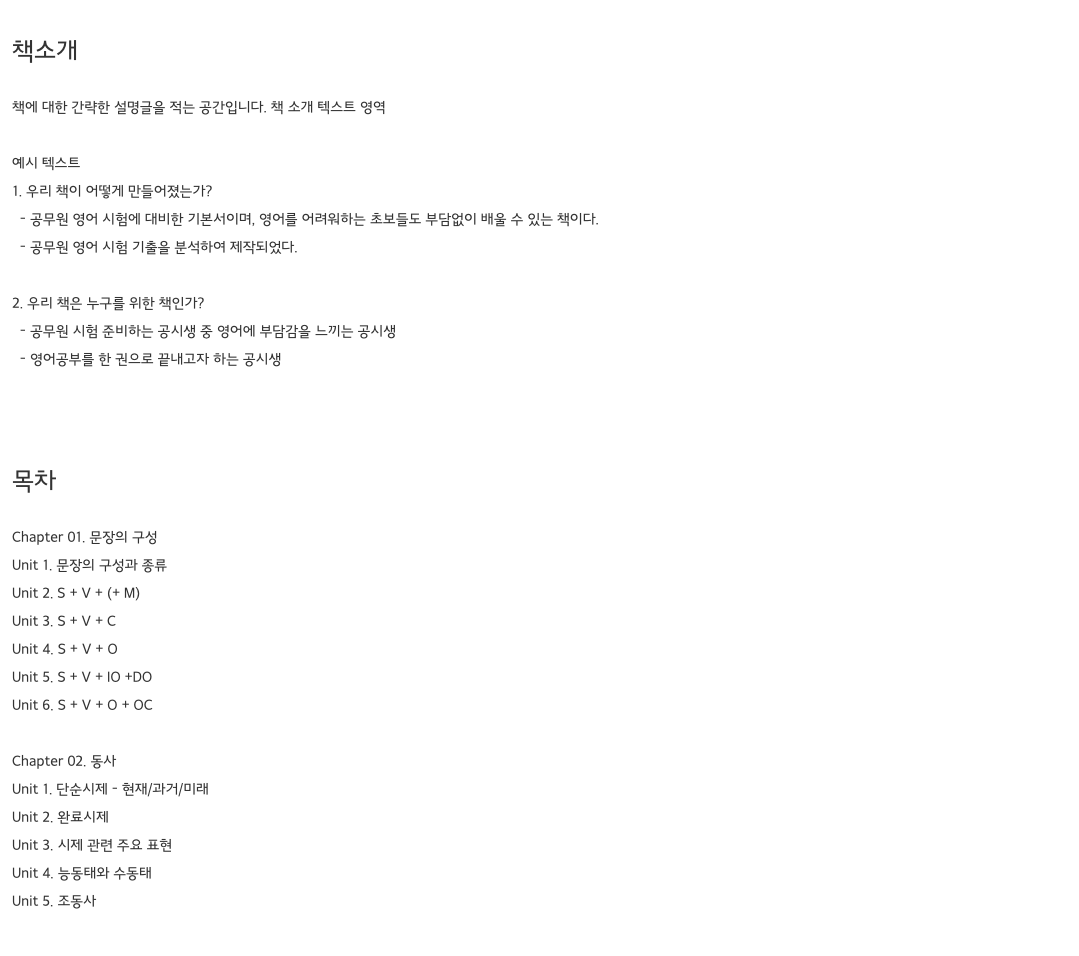 책소개
책에 대한 간략한 설명글을 적는 공간입니다. 책 소개 텍스트 영역
예시 텍스트
1. 우리 책이 어떻게 만들어졌는가?
- 공무원 영어 시험에 대비한 기본서이며, 영어를 어려워하는 초보들도 부담없이 배울 수 있는 책이다.
- 공무원 영어 시험 기출을 분석하여 제작되었다.
2. 우리 책은 누구를 위한 책인가?
- 공무원 시험 준비하는 공시생 중 영어에 부담감을 느끼는 공시생
- 영어공부를 한 권으로 끝내고자 하는 공시생
목차
Chapter 01. 문장의 구성
Unit 1. 문장의 구성과 종류
Unit 2. S + V + (+ M)
Unit 3. S + V + C
Unit 4. S + V + O
Unit 5. S + V + IO +DO
Unit 6. S + V + O + OC
Chapter 02. 동사
Unit 1. 단순시제 - 현재/과거/미래
Unit 2. 완료시제
Unit 3. 시제 관련 주요 표현
Unit 4. 능동태와 수동태
Unit 5. 조동사